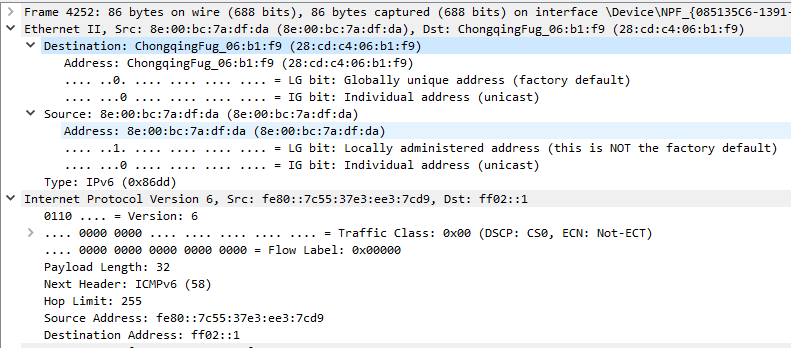 Frame 4252: 86 bytes on wire (688 bits), 86 bytes captured (688 bits) on interface \Device\NPF_{085135C6-1391-
Ethernet II, Src: 8e:00:bc:7a:df:da (8e:00:bc:7a:df:da), Dst: ChongqingFug_06:b1:f9 (28:cd:c4:06:b1:f9)
Destination: ChongqingFug_06:b1:f9 (28:cd:c4:06:b1:f9)
Address: ChongqingFug_06:b1:f9 (28:cd:c4:06:b1:f9)
.... ..0. .... .... .... .... = LG bit: Globally unique address (factory default)
.... ...0 .... .... .... .... = IG bit: Individual address (unicast)
Source: 8e:00:bc:7a:df:da (8e:00:bc:7a:df:da)
Address: 8e:00:bc:7a:df:da (8e:00:bc:7a:df:da)
.... ..1. .... .... .... .... = LG bit: Locally administered address (this is NOT the factory default)
.... ...0 .... .... .... .... = IG bit: Individual address (unicast)
Type: IPv6 (0x86dd)
Internet Protocol Version 6, Src: fe80::7c55:37e3:ee3:7cd9, Dst: ff02::1
0110 .... = Version: 6
.... 0000 0000 .... .... .... .... .... = Traffic Class: 0x00 (DSCP: CS0, ECN: Not-ECT)
.... 0000 0000 0000 0000 0000 = Flow Label: 0x00000
Payload Length: 32
Next Header: ICMPv6 (58)
Hop Limit: 255
Source Address: fe80::7c55:37e3:ee3:7cd9
Destination Address: ff02::1